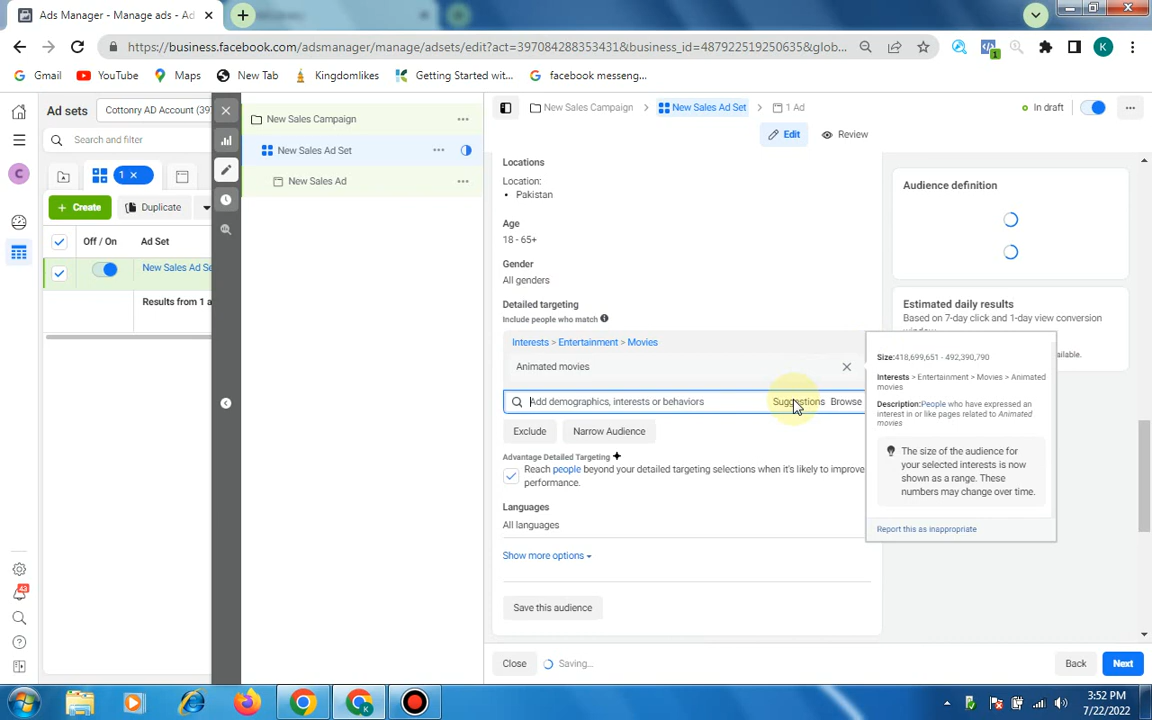 Ads Manager - Manage ads - Ad
https://business.facebook.com/adsmanager/manage/adsets/edit?act=397084288353431&business_id=487922519250635&glob...
1
K
Gmail
YouTube
Maps
New Tab
Kingdomlikes
Getting Started wit...
facebook messeng...
Ad sets
Cottonry AD Account (397
Search and filter
1
Create
Duplicate
Off / On
Ad Set
New Sales Ad Se
Results from 1 a
C
43
New Sales Campaign
New Sales Ad Set
New Sales Ad
New Sales Campaign
New Sales Ad Set
1 Ad
In draft
Edit
Review
Locations
Location:
Pakistan
Age
18 - 65+
Gender
All genders
Detailed targeting
Include people who match
Interests > Entertainment > Movies
Animated movies
Add demographics, interests or behaviors
Suggestions
Browse
Exclude
Narrow Audience
Advantage Detailed Targeting
Reach people beyond your detailed targeting selections when it's likely to improve
performance.
Languages
All languages
Show more options
Save this audience
Close
Saving...
Back
Next
Audience definition
Estimated daily results
Based on 7-day click and 1-day view conversion
Size:418,699,651 - 492,390,790
Interests > Entertainment > Movies > Animated
movies
Description:People who have expressed an
interest in or like pages related to Animated
movies
The size of the audience for
your selected interests is now
shown as a range. These
numbers may change over time.
Report this as inappropriate
3:52 PM
7/22/2022